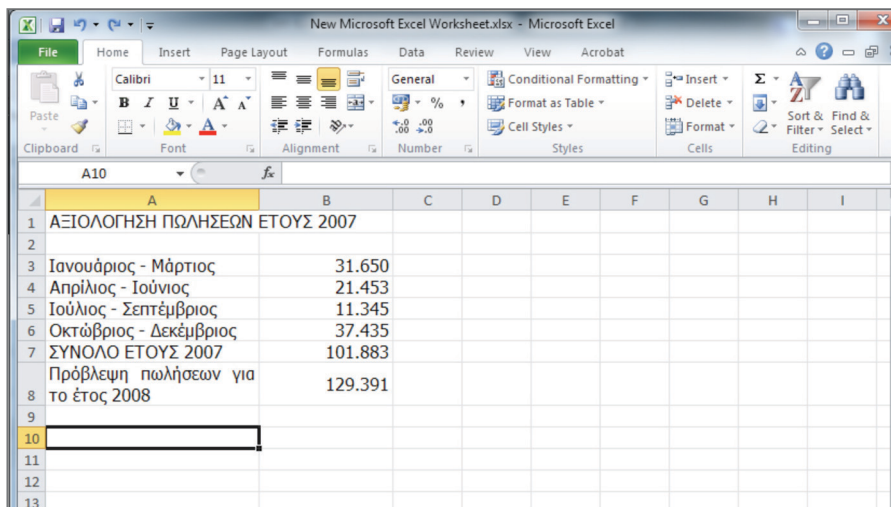 New Microsoft Excel Worksheet.xlsx - Microsoft Excel
File Home Insert Page Layout Formulas Data Review View Acrobat
Calibri 11 General Conditional Formatting Insert Σ
Paste B I U A A % , Format as Table Delete Sort & Find &
A .00 .00 Cell Styles Format Filter Select
Clipboard Font Alignment Number Styles Cells Editing
A10 fx
A B C D E F G H I
1 ΑΞΙΟΛΟΓΗΣΗ ΠΩΛΗΣΕΩΝ ΕΤΟΥΣ 2007
2
3 Ιανουάριος - Μάρτιος 31.650
4 Απρίλιος - Ιούνιος 21.453
5 Ιούλιος - Σεπτέμβριος 11.345
6 Οκτώβριος - Δεκέμβριος 37.435
7 ΣΥΝΟΛΟ ΕΤΟΥΣ 2007 101.883
Πρόβλεψη πωλήσεων για 129.391
8 το έτος 2008
9
10
11
12
13